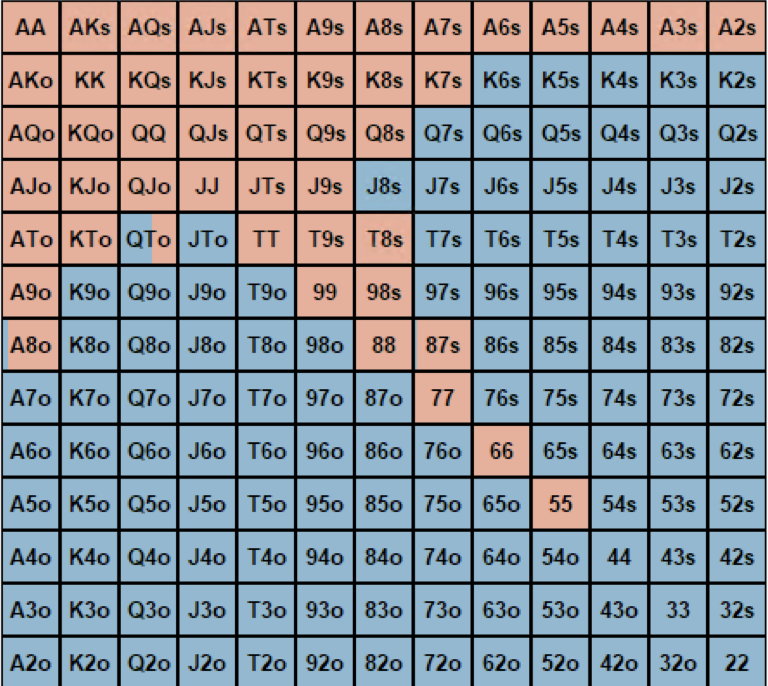 AA AKs AQs AJs ATs A9s A8s A7s A6s A5s A4s A3s A2s
AKo KK KQs KJs KTs K9s K8s K7s K6s K5s K4s K3s K2s
AQo KQo QQ QJs QTs Q9s Q8s Q7s Q6s Q5s Q4s Q3s Q2s
AJo KJo QJo JJ JTs J9s J8s J7s J6s J5s J4s J3s J2s
ATo KTo QTo JTo TT T9s T8s T7s T6s T5s T4s T3s T2s
A9o K9o Q9o J9o T9o 99 98s 97s 96s 95s 94s 93s 92s
A8o K8o Q8o J8o T8o 98o 88 87s 86s 85s 84s 83s 82s
A7o K7o Q7o J7o T7o 97o 87o 77 76s 75s 74s 73s 72s
A6o K6o Q6o J6o T6o 96o 86o 76o 66 65s 64s 63s 62s
A5o K5o Q5o J5o T5o 95o 85o 75o 65o 55 54s 53s 52s
A4o K4o Q4o J4o T4o 94o 84o 74o 64o 54o 44 43s 42s
A3o K3o Q3o J3o T3o 93o 83o 73o 63o 53o 43o 33 32s
A2o K2o Q2o J2o T2o 92o 82o 72o 62o 52o 42o 32o 22